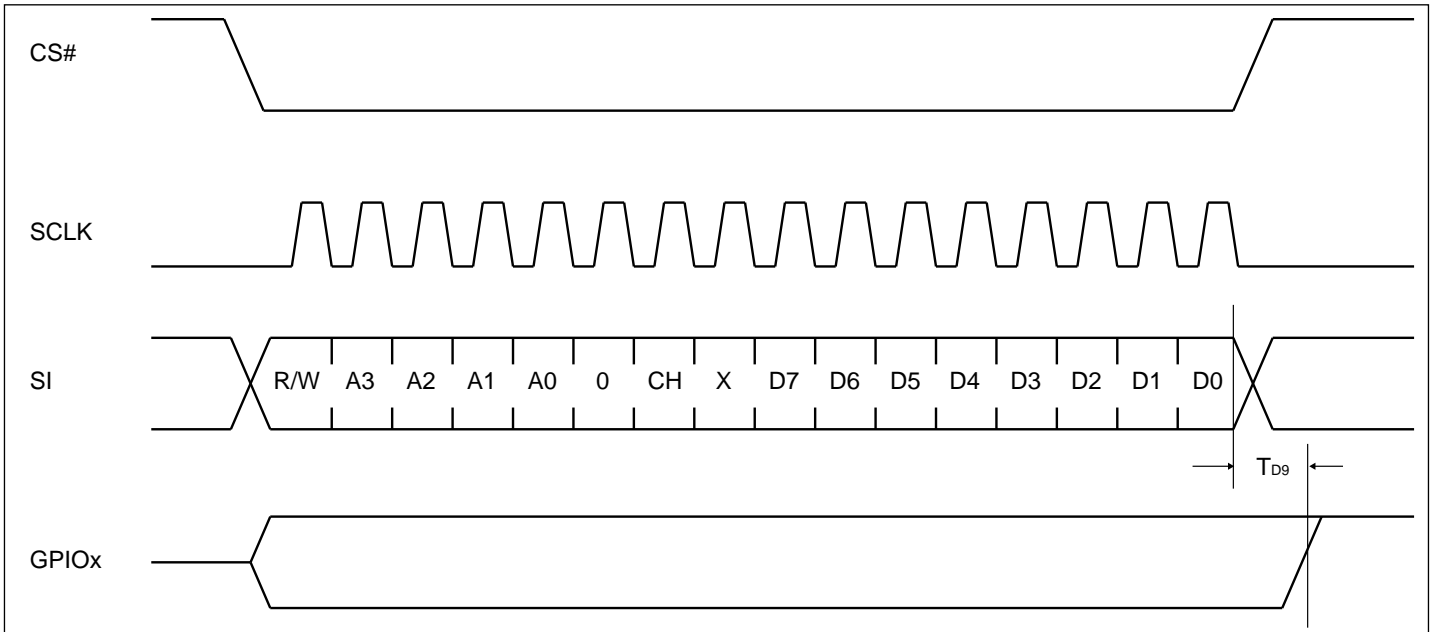 CS#
SCLK
SI
R/W A3 A2 A1 A0 0 CH X D7 D6 D5 D4 D3 D2 D1 D0
TD9
GPIOx